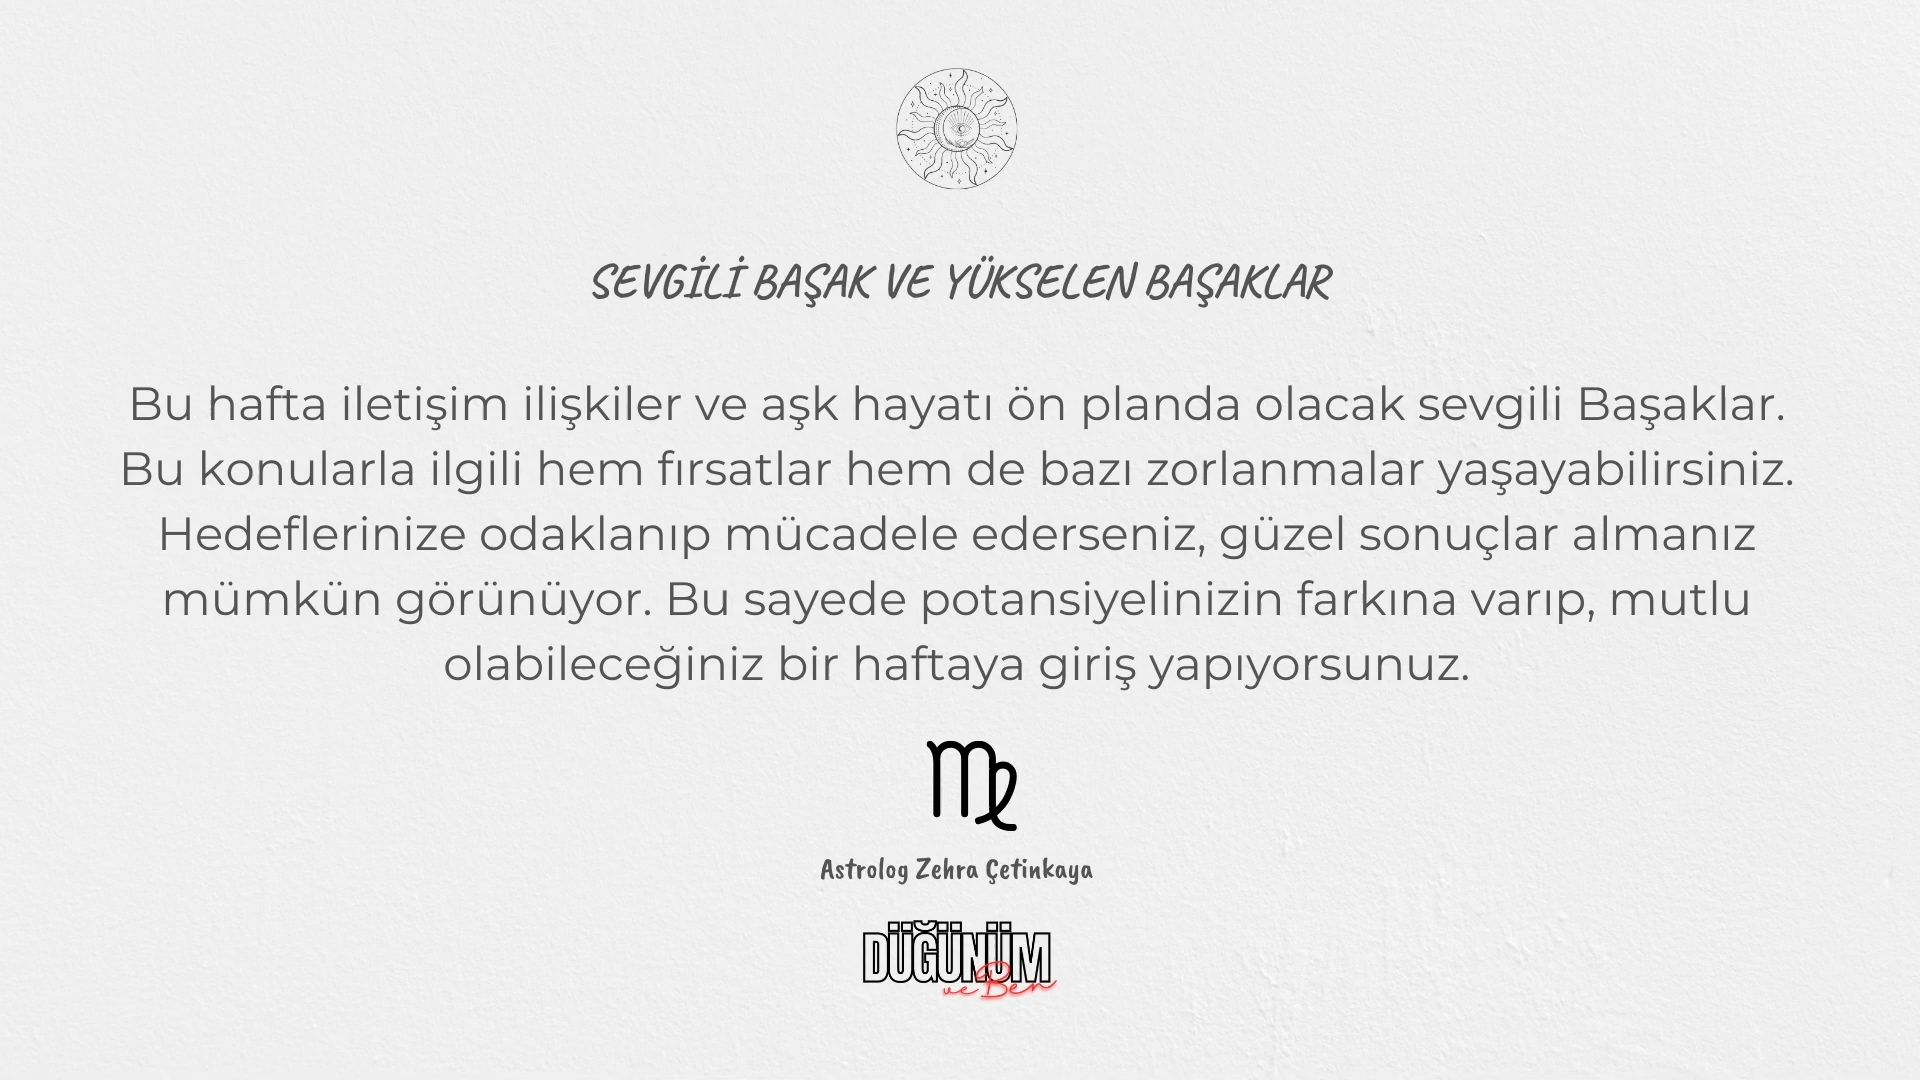 SEVGİLİ BAŞAK VE YÜKSELEN BAŞAKLAR
Bu hafta iletişim ilişkiler ve aşk hayatı ön planda olacak sevgili Başaklar.
Bu konularla ilgili hem fırsatlar hem de bazı zorlanmalar yaşayabilirsiniz.
Hedeflerinize odaklanıp mücadele ederseniz, güzel sonuçlar almanız
mümkün görünüyor. Bu sayede potansiyelinizin farkına varıp, mutlu
olabileceğiniz bir haftaya giriş yapıyorsunuz.
Astrolog Zehra Çetinkaya
DÜĞÜNÜM
ve Ben